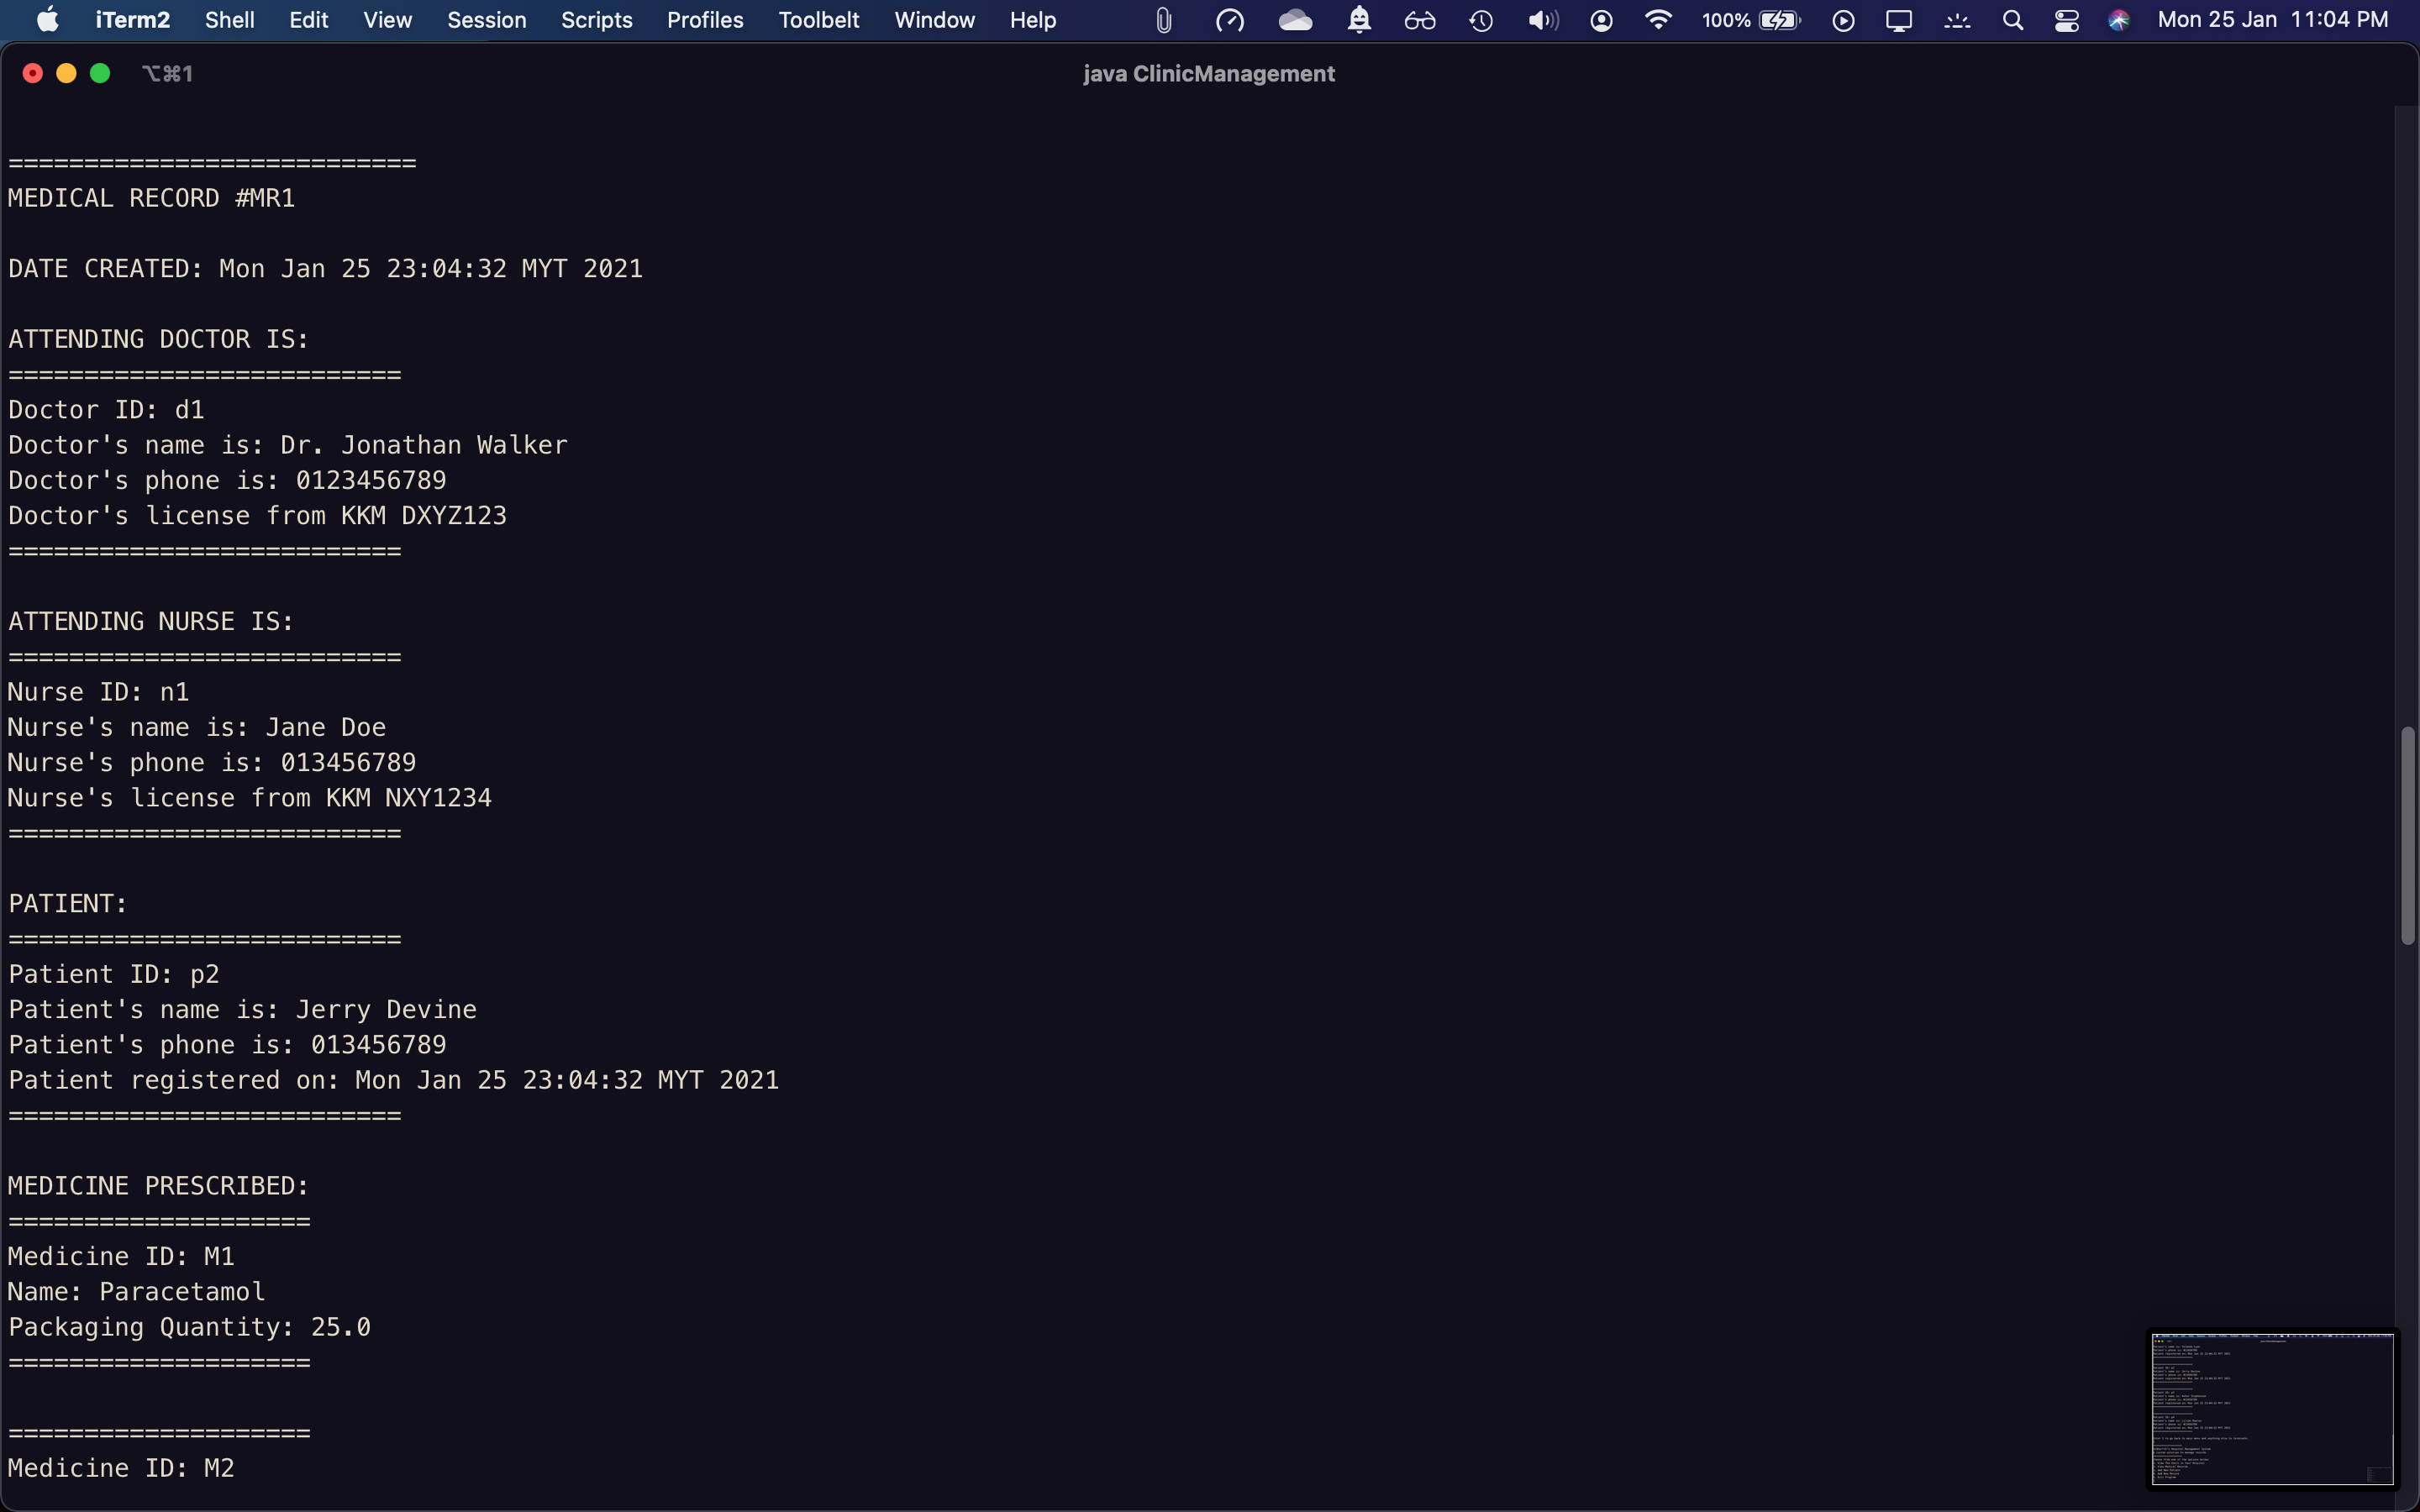 iTerm2 Shell Edit View Session Scripts Profiles Toolbelt Window Help 100% Mon 25 Jan 11:04 PM
⌥⌘1 java ClinicManagement
===========================
MEDICAL RECORD #MR1
DATE CREATED: Mon Jan 25 23:04:32 MYT 2021
ATTENDING DOCTOR IS:
==========================
Doctor ID: d1
Doctor's name is: Dr. Jonathan Walker
Doctor's phone is: 0123456789
Doctor's license from KKM DXYZ123
==========================
ATTENDING NURSE IS:
==========================
Nurse ID: n1
Nurse's name is: Jane Doe
Nurse's phone is: 013456789
Nurse's license from KKM NXY1234
==========================
PATIENT:
==========================
Patient ID: p2
Patient's name is: Jerry Devine
Patient's phone is: 013456789
Patient registered on: Mon Jan 25 23:04:32 MYT 2021
==========================
MEDICINE PRESCRIBED:
====================
Medicine ID: M1
Name: Paracetamol
Packaging Quantity: 25.0
====================
====================
Medicine ID: M2